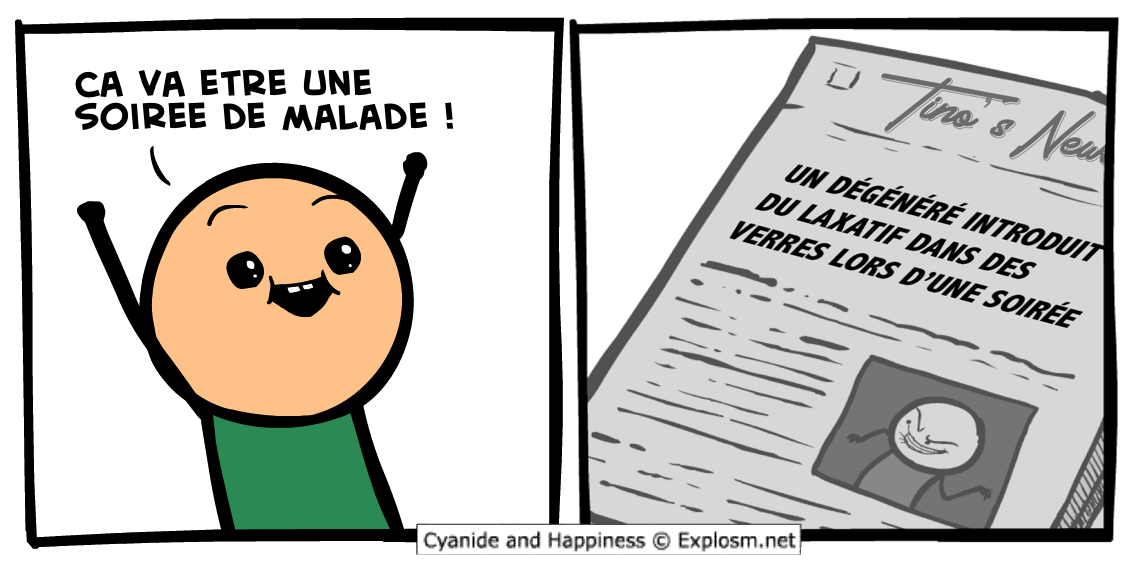 CA VA ETRE UNE
SOIREE DE MALADE !
Tino's New
UN DÉGÉNÉRÉ INTRODUIT
DU LAXATIF DANS DES
VERRES LORS D'UNE SOIRÉE
Cyanide and Happiness © Explosm.net